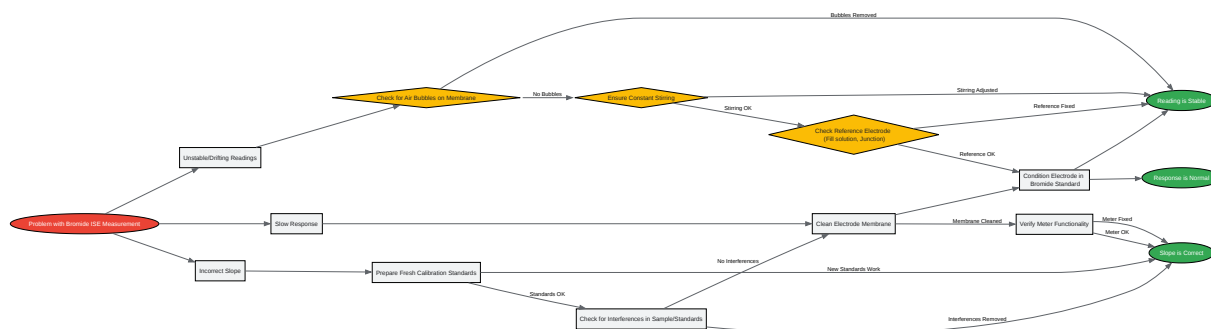 Bubbles Removed
Check for Air Bubbles on Membrane
No Bubbles
Ensure Constant Stirring
Stirring Adjusted
Reading is Stable
Stirring OK
Reference Fixed
Check Reference Electrode
(Fill solution, Junction)
Unstable/Drifting Readings
Reference OK
Condition Electrode in
Bromide Standard
Response is Normal
Problem with Bromide ISE Measurement
Slow Response
Clean Electrode Membrane
Membrane Cleaned
Verify Meter Functionality
Meter Fixed
Meter OK
Slope is Correct
No Interferences
Incorrect Slope
Prepare Fresh Calibration Standards
New Standards Work
Standards OK
Check for Interferences in Sample/Standards
Interferences Removed